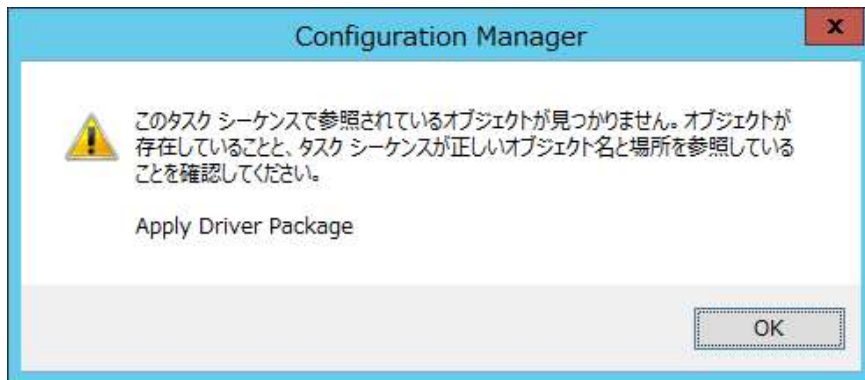 Configuration Manager
x
このタスク シーケンスで参照されているオブジェクトが見つかりません。オブジェクトが
存在していることと、タスク シーケンスが正しいオブジェクト名と場所を参照している
ことを確認してください。
Apply Driver Package
OK